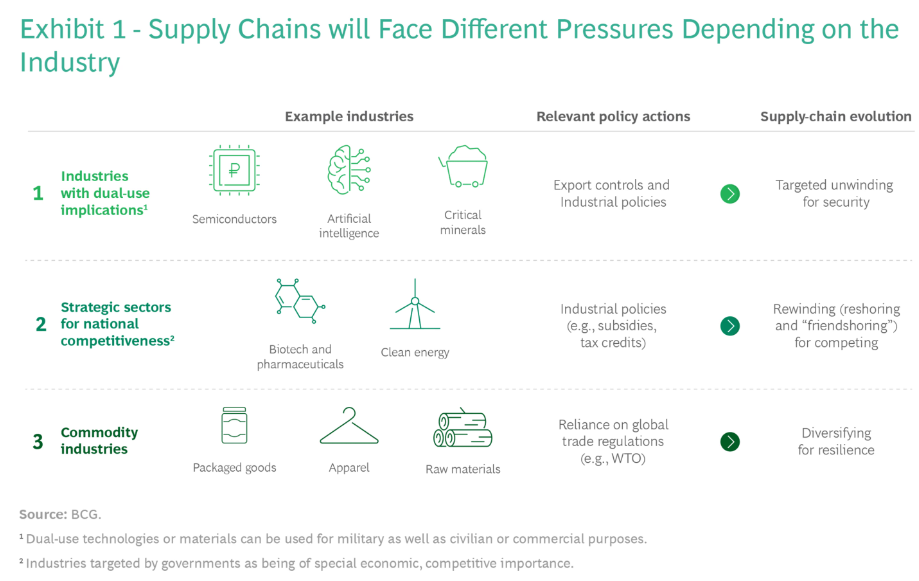 Exhibit 1 - Supply Chains will Face Different Pressures Depending on the
Industry
Example industries
Relevant policy actions
Supply-chain evolution
1
Industries
with dual-use
implications¹
₽
Semiconductors
Artificial
intelligence
Critical
minerals
Export controls and
Industrial policies
Targeted unwinding
for security
2
Strategic sectors
for national
competitiveness²
Biotech and
pharmaceuticals
Clean energy
Industrial policies
(e.g., subsidies,
tax credits)
Rewinding (reshoring
and “friendshoring”)
for competing
3
Commodity
industries
Packaged goods
Apparel
Raw materials
Reliance on global
trade regulations
(e.g., WTO)
Diversifying
for resilience
Source: BCG.
¹ Dual-use technologies or materials can be used for military as well as civilian or commercial purposes.
² Industries targeted by governments as being of special economic, competitive importance.